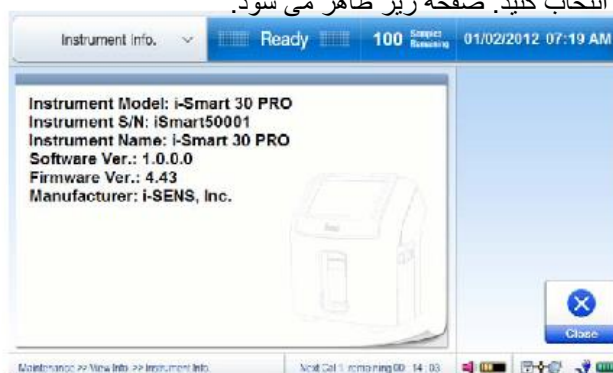 انتخاب کنید. صفحه زیر ظاهر می شود.
Instrument Info.
Ready
100 Samples Remaining
01/02/2012 07:19 AM
Instrument Model: i-Smart 30 PRO
Instrument S/N: iSmart50001
Instrument Name: i-Smart 30 PRO
Software Ver.: 1.0.0.0
Firmware Ver.: 4.43
Manufacturer: i-SENS, Inc.
Close
Maintenance >> View Info >> Instrument Info.
Next Cal 1 remaining 00 : 14 : 03